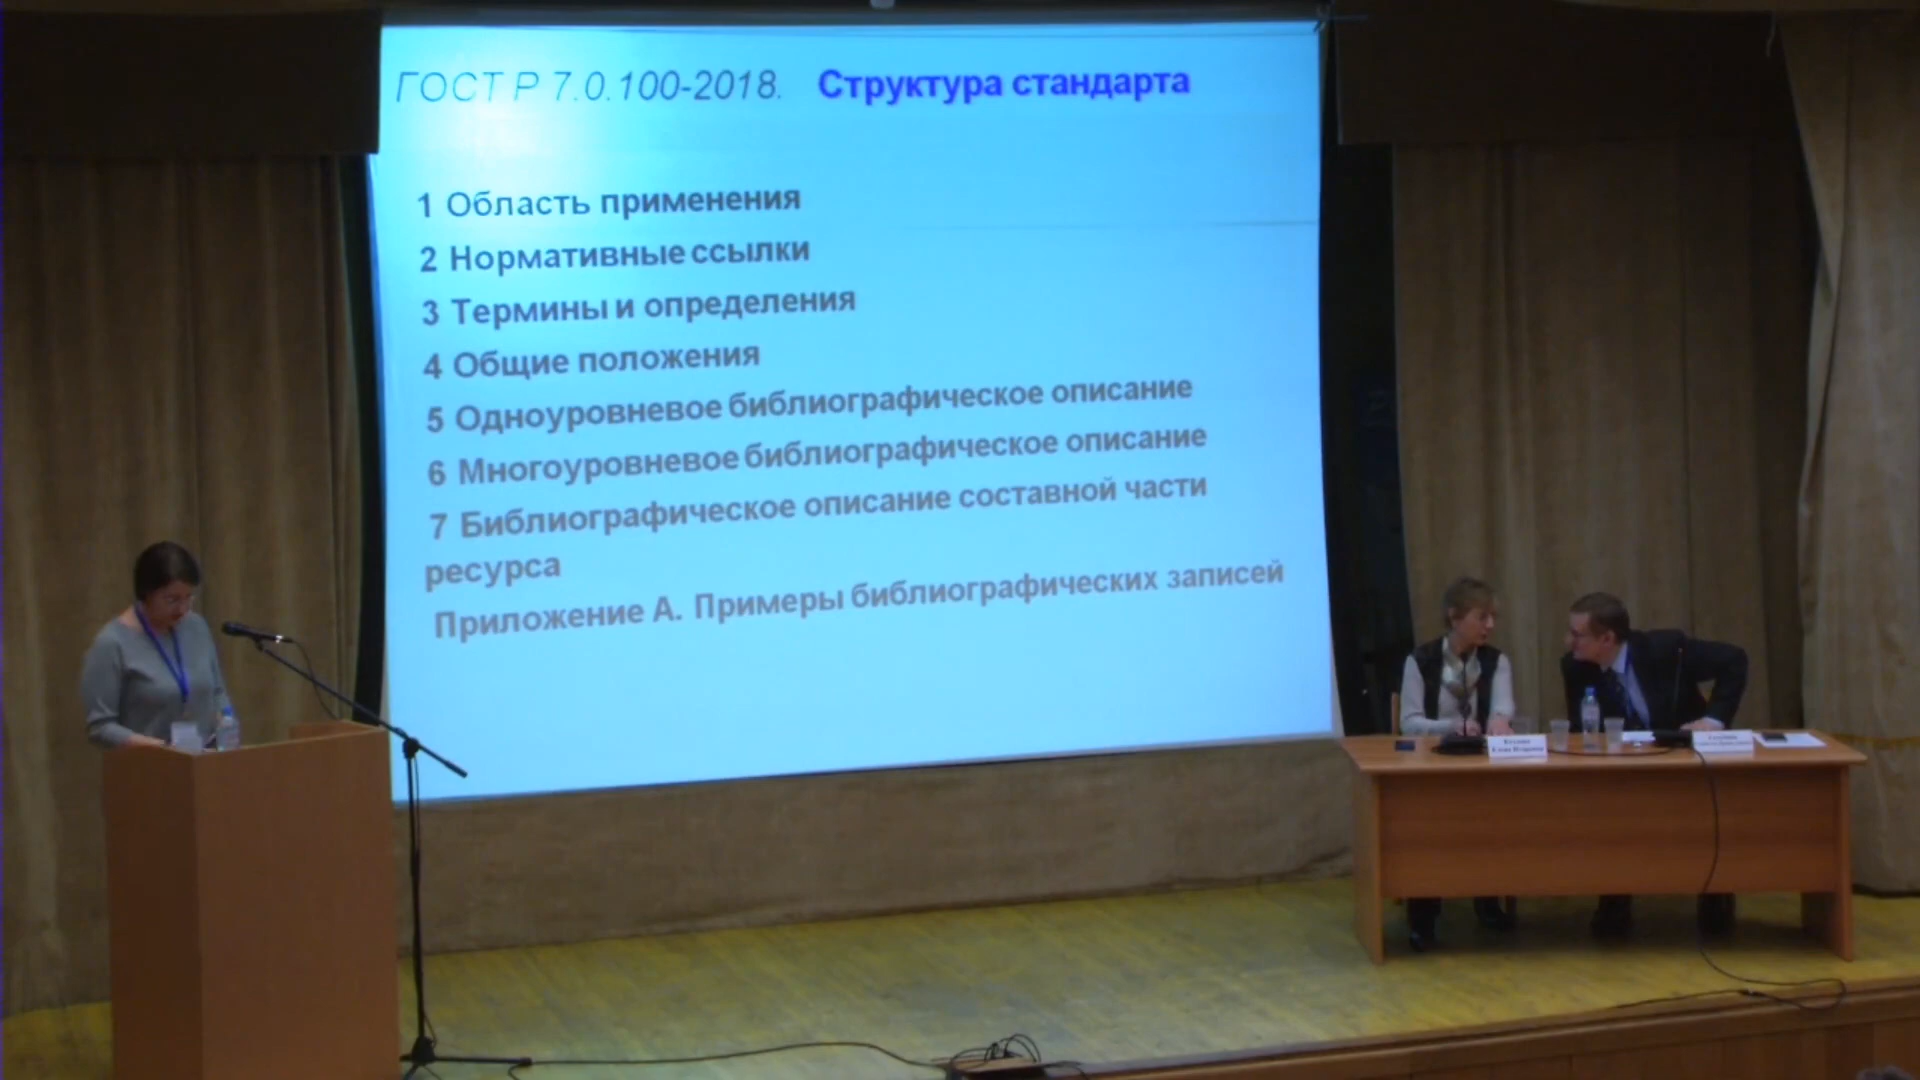 ГОСТ Р 7.0.100-2018. Структура стандарта
1 Область применения
2 Нормативные ссылки
3 Термины и определения
4 Общие положения
5 Одноуровневое библиографическое описание
6 Многоуровневое библиографическое описание
7 Библиографическое описание составной части
ресурса
Приложение А. Примеры библиографических записей